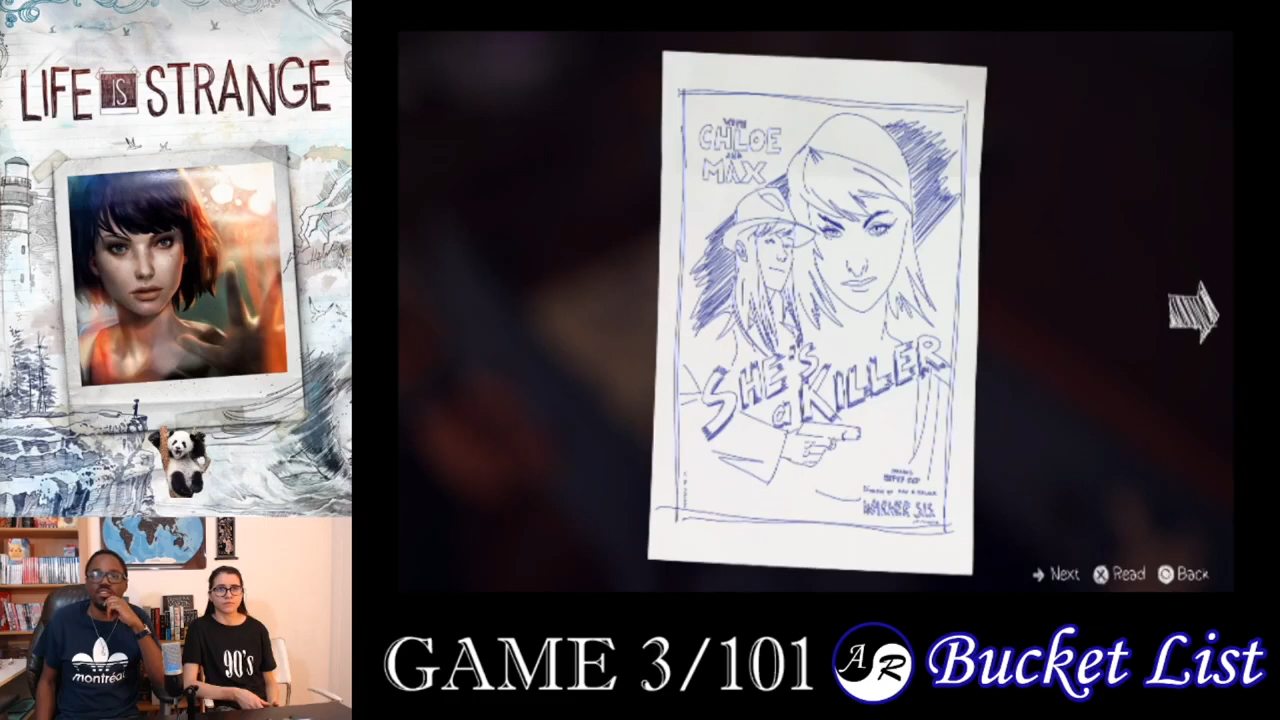 LIFE IS STRANGE
WITH
CHLOE
AND
MAX
SHE'S
a KILLER
WARNER SIS.
Next
Read
Back
montréal
90's
GAME 3/101
AR
Bucket List